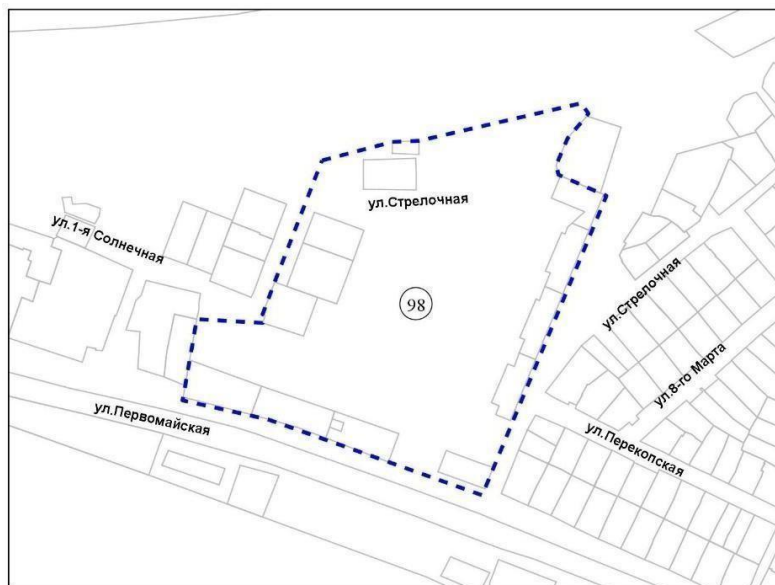 ул.Стрелочная
ул.1-я Солнечная
98
ул.Стрелочная
ул.8-го Марта
ул.Первомайская
ул.Перекопская